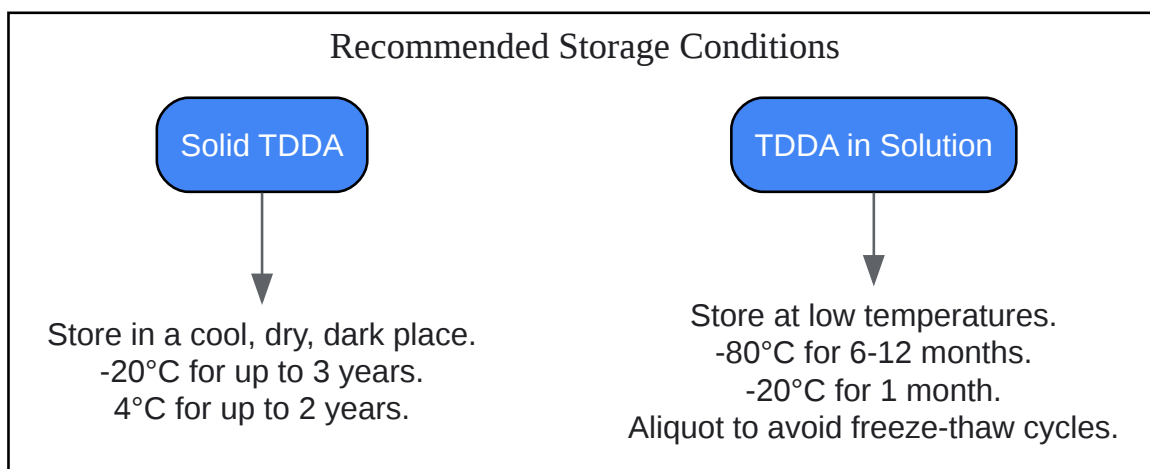 Recommended Storage Conditions
Solid TDDA
Store in a cool, dry, dark place.
-20°C for up to 3 years.
4°C for up to 2 years.
TDDA in Solution
Store at low temperatures.
-80°C for 6-12 months.
-20°C for 1 month.
Aliquot to avoid freeze-thaw cycles.